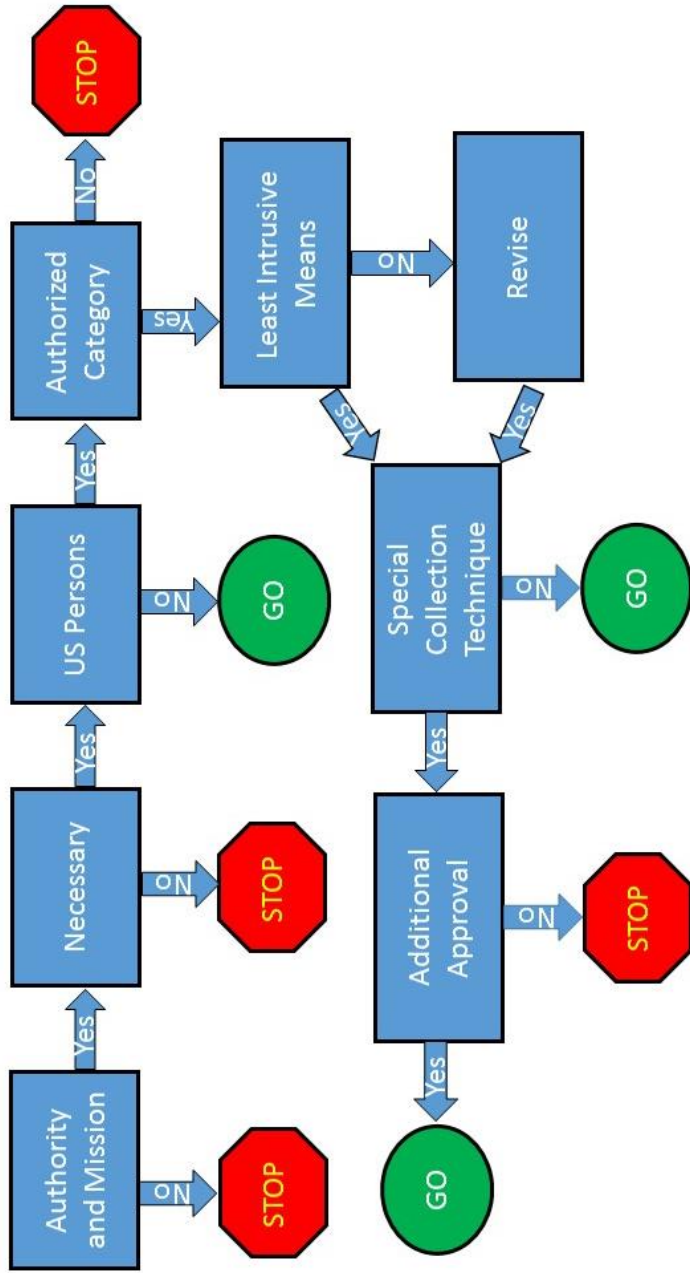 Authority
and Mission
Yes
Necessary
Yes
US Persons
Yes
Authorized
Category
No
STOP
No
STOP
No
STOP
No
GO
Yes
Least Intrusive
Means
Yes
No
Revise
Yes
Special
Collection
Technique
Yes
No
GO
Additional
Approval
Yes
GO
No
STOP